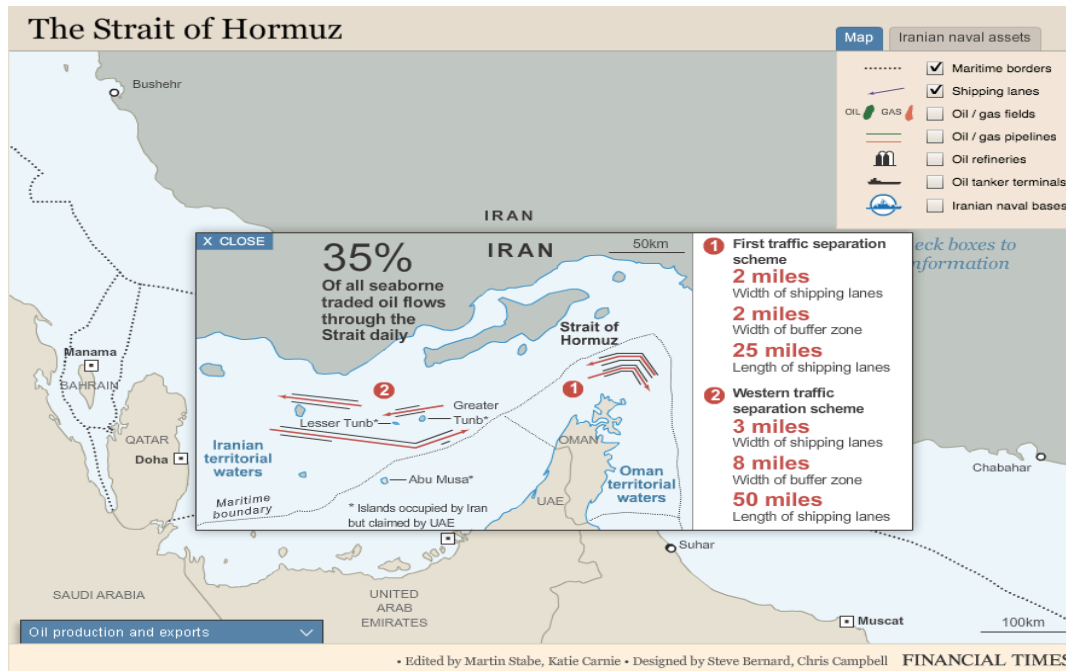 The Strait of Hormuz
Map
Iranian naval assets
Maritime borders
Shipping lanes
OIL GAS Oil / gas fields
Oil / gas pipelines
Oil refineries
Oil tanker terminals
Iranian naval bases
eck boxes to
nformation
Bushehr
IRAN
X CLOSE
35%
Of all seaborne
traded oil flows
through the
Strait daily
IRAN
50km
Strait of
Hormuz
2
1
Greater
Tunb*
Lesser Tunb*
Iranian
territorial
waters
Abu Musa*
Maritime
boundary
* Islands occupied by Iran
but claimed by UAE
OMAN
UAE
Oman
territorial
waters
1 First traffic separation
scheme
2 miles
Width of shipping lanes
2 miles
Width of buffer zone
25 miles
Length of shipping lanes
2 Western traffic
separation scheme
3 miles
Width of shipping lanes
8 miles
Width of buffer zone
50 miles
Length of shipping lanes
Manama
BAHRAIN
QATAR
Doha
Chabahar
Suhar
SAUDI ARABIA
UNITED
ARAB
EMIRATES
Muscat
100km
Oil production and exports
• Edited by Martin Stabe, Katie Carnie • Designed by Steve Bernard, Chris Campbell FINANCIAL TIMES